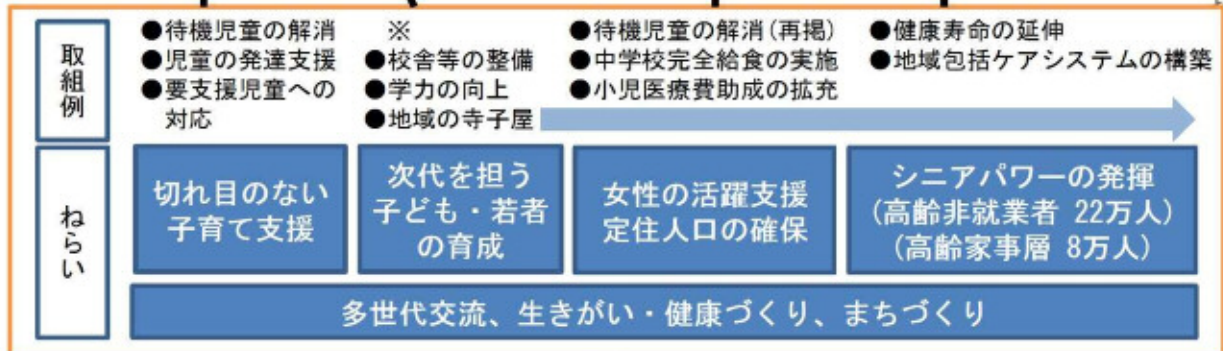 取組例
●待機児童の解消
●児童の発達支援
●要支援児童への
対応
※
●校舎等の整備
●学力の向上
●地域の寺子屋
●待機児童の解消(再掲)
●中学校完全給食の実施
●小児医療費助成の拡充
●健康寿命の延伸
●地域包括ケアシステムの構築
ねらい
切れ目のない
子育て支援
次代を担う
子ども・若者
の育成
女性の活躍支援
定住人口の確保
シニアパワーの発揮
(高齢非就業者 22万人)
(高齢家事層 8万人)
多世代交流、生きがい・健康づくり、まちづくり